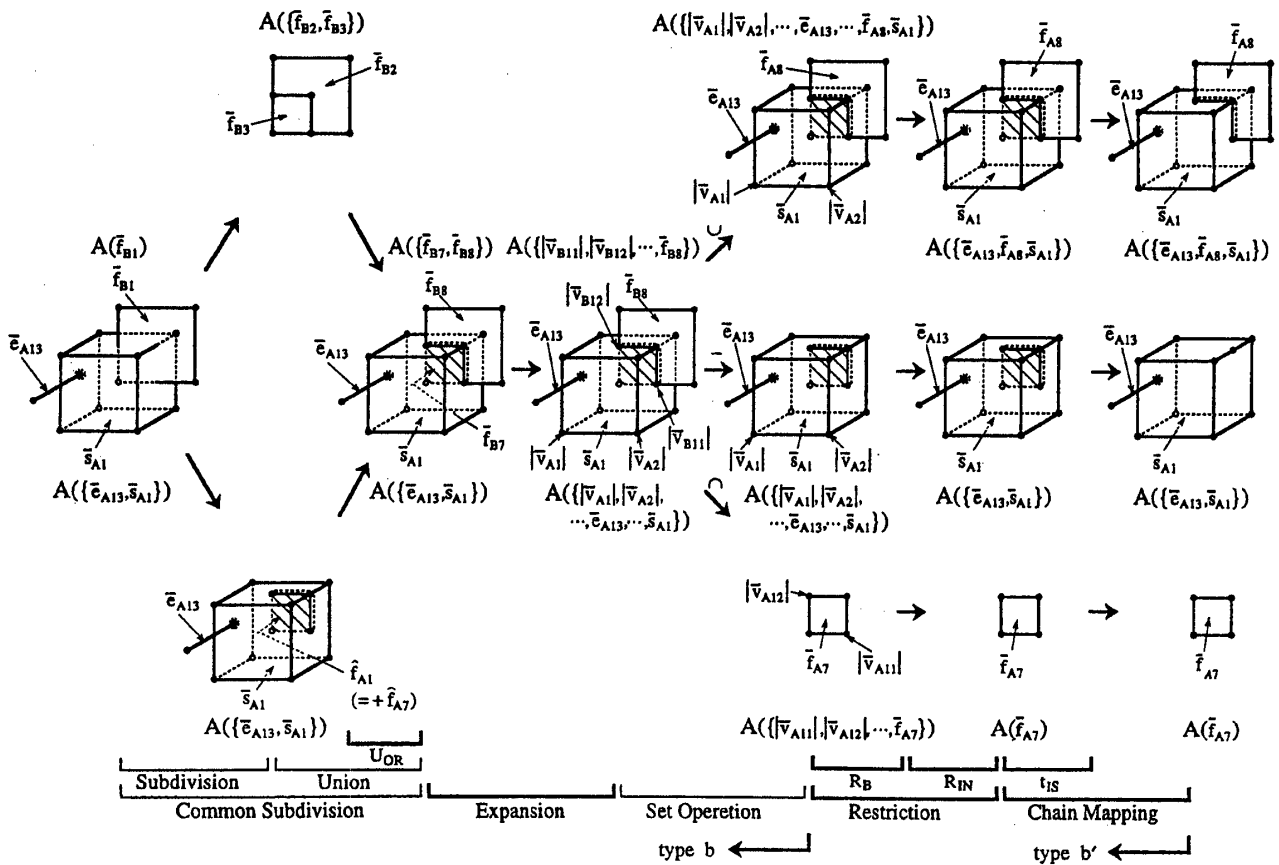 A({f̄B2,f̄B3})
f̄B2
f̄B3
A({|v̄A1|,|v̄A2|,⋯,ēA13,⋯,f̄A8,s̄A1})
f̄A8
ēA13
|v̄A1|
s̄A1
|v̄A2|
∪
f̄A8
ēA13
s̄A1
A({ēA13,f̄A8,s̄A1})
f̄A8
ēA13
s̄A1
A({ēA13,f̄A8,s̄A1})
A(f̄B1)
f̄B1
ēA13
s̄A1
A({ēA13,s̄A1})
A({f̄B7,f̄B8})
f̄B8
ēA13
f̄B7
s̄A1
A({ēA13,s̄A1})
A({|v̄B11|,|v̄B12|,⋯,f̄B8})
|v̄B12|
f̄B8
ēA13
|v̄B11|
|v̄A1|
s̄A1
|v̄A2|
A({|v̄A1|,|v̄A2|,
⋯,ēA13,⋯,s̄A1})
−
ēA13
|v̄A1|
s̄A1
|v̄A2|
∩
A({|v̄A1|,|v̄A2|,
⋯,ēA13,⋯,s̄A1})
ēA13
s̄A1
A({ēA13,s̄A1})
ēA13
s̄A1
A({ēA13,s̄A1})
ēA13
s̄A1
f̂A1
(=+f̂A7)
A({ēA13,s̄A1})
|v̄A12|
f̄A7
|v̄A11|
A({|v̄A11|,|v̄A12|,⋯,f̄A7})
f̄A7
A(f̄A7)
f̄A7
A(f̄A7)
UOR
Subdivision
Union
RB
RIN
tIS
Common Subdivision
Expansion
Set Operetion
Restriction
Chain Mapping
type b
type b′